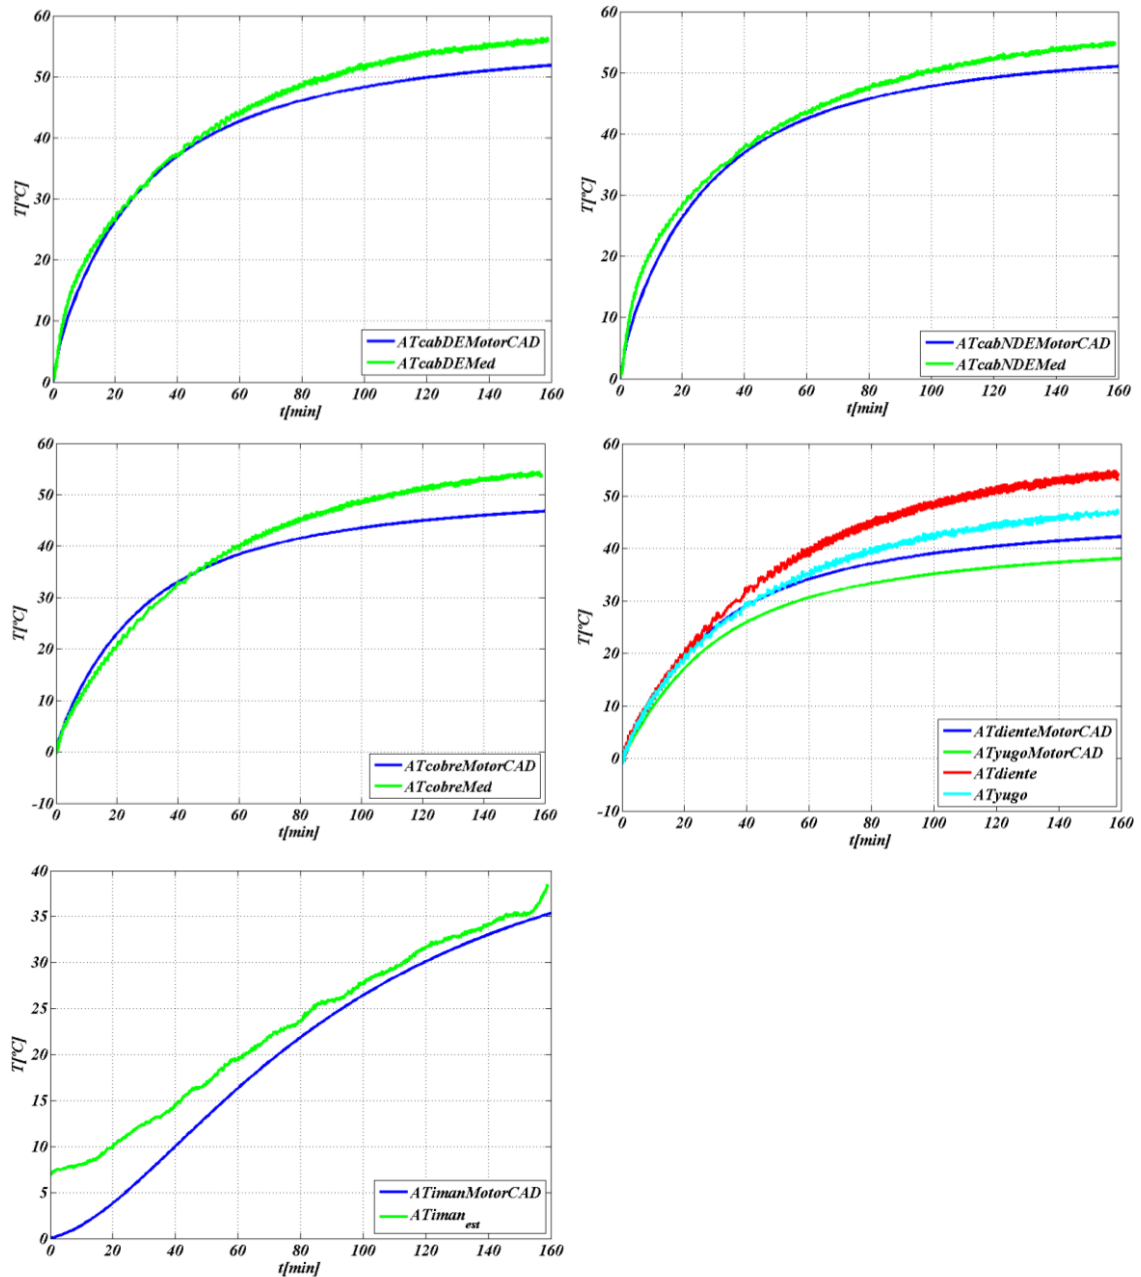 60
50
40
30
20
10
0
T[ºC]
0 20 40 60 80 100 120 140 160
t[min]
ATcabDEMotorCAD
ATcabDEMed
60
50
40
30
20
10
0
T[ºC]
0 20 40 60 80 100 120 140 160
t[min]
ATcabNDEMotorCAD
ATcabNDEMed
60
50
40
30
20
10
0
-10
T[ºC]
0 20 40 60 80 100 120 140 160
t[min]
ATcobreMotorCAD
ATcobreMed
60
50
40
30
20
10
0
-10
T[ºC]
0 20 40 60 80 100 120 140 160
t[min]
ATdienteMotorCAD
ATyugoMotorCAD
ATdiente
ATyugo
40
35
30
25
20
15
10
5
0
T[ºC]
0 20 40 60 80 100 120 140 160
t[min]
ATimanMotorCAD
ATiman est